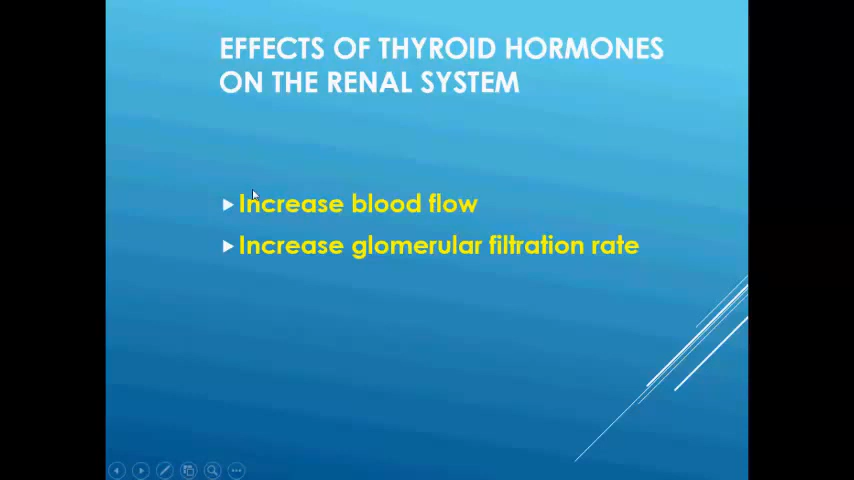 EFFECTS OF THYROID HORMONES
ON THE RENAL SYSTEM
Increase blood flow
Increase glomerular filtration rate